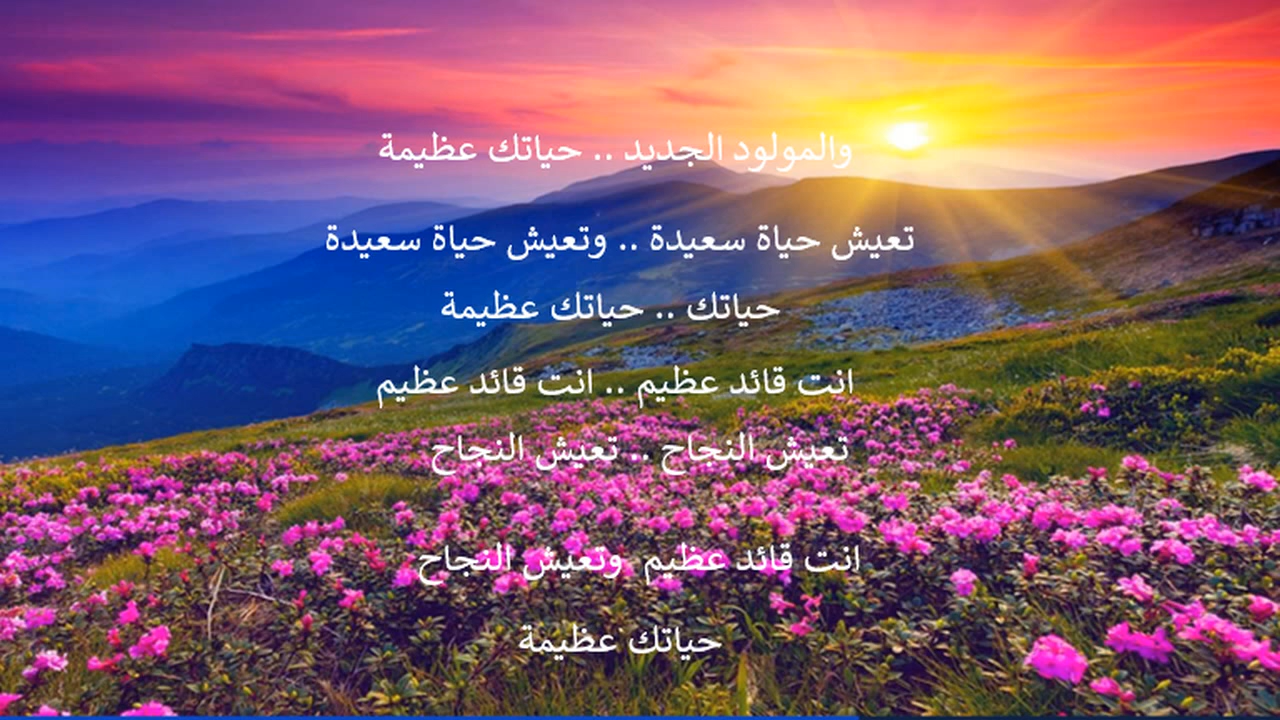 والمولود الجديد .. حياتك عظيمة
تعيش حياة سعيدة .. وتعيش حياة سعيدة
حياتك .. حياتك عظيمة
انت قائد عظيم .. انت قائد عظيم
تعيش النجاح .. تعيش النجاح
انت قائد عظيم وتعيش النجاح
حياتك عظيمة